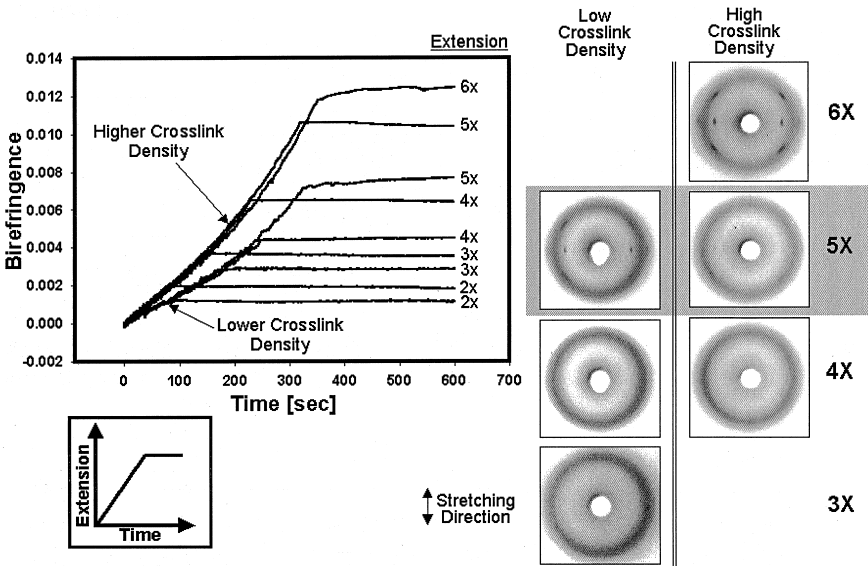 Extension
Low
Crosslink
Density
High
Crosslink
Density
0.014
0.012
0.010
0.008
0.006
0.004
0.002
0.000
-0.002
Birefringence
Higher Crosslink
Density
Lower Crosslink
Density
6x
5x
5x
4x
4x
3x
3x
2x
2x
0
100
200
300
400
500
600
700
Time [sec]
6X
5X
4X
3X
Extension
Time
Stretching
Direction